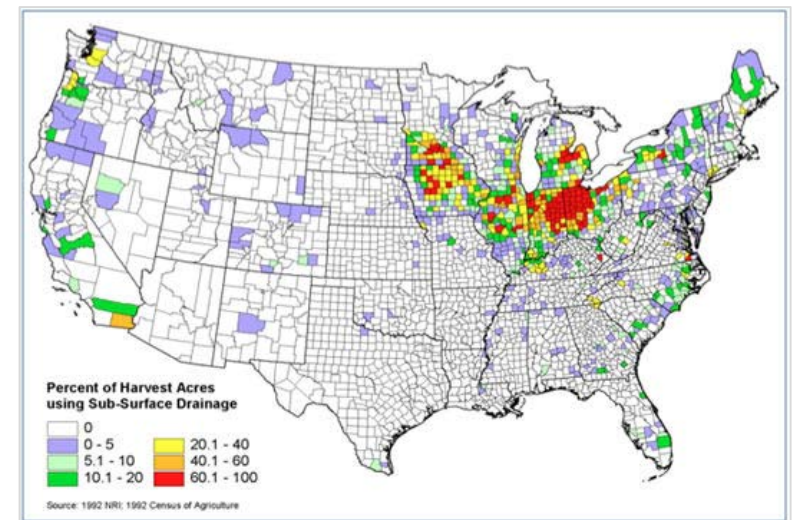 Percent of Harvest Acres
using Sub-Surface Drainage
0
0 - 5
5.1 - 10
10.1 - 20
20.1 - 40
40.1 - 60
60.1 - 100
Source: 1992 NRI; 1992 Census of Agriculture